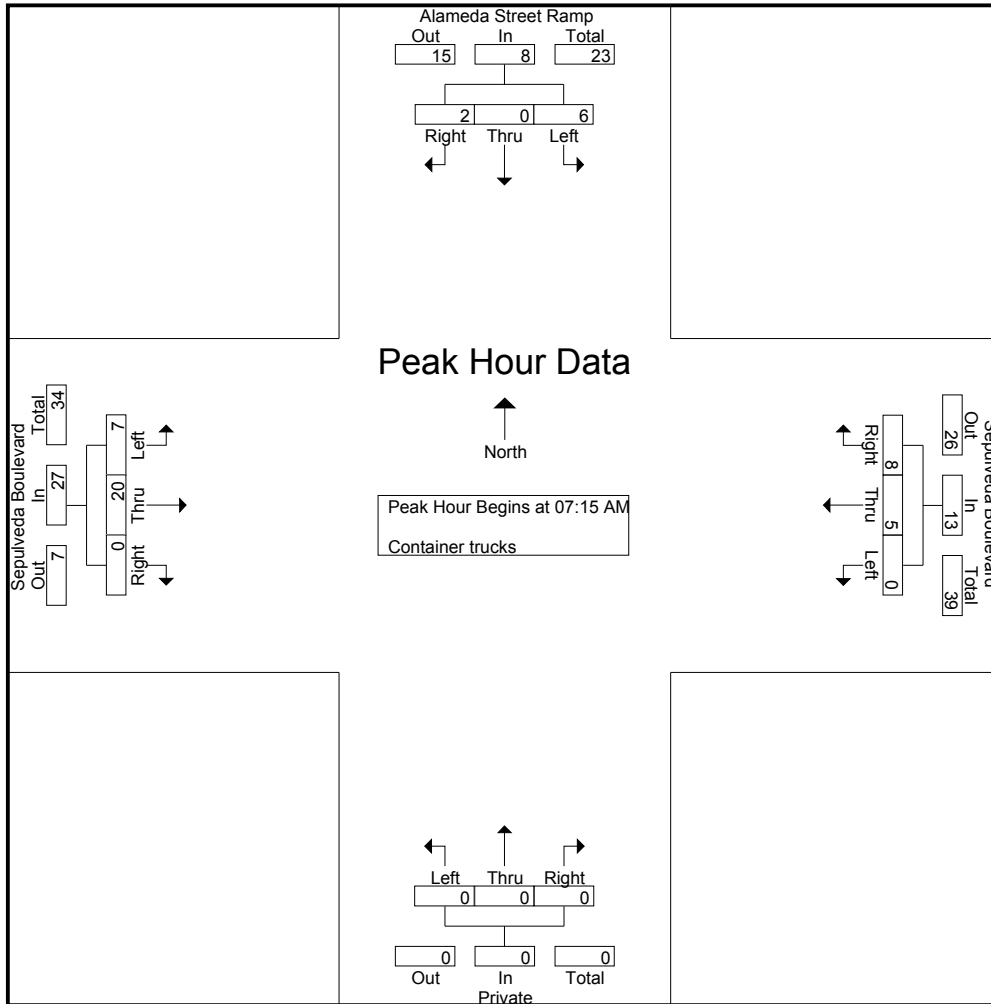 Alameda Street Ramp
Out In Total
15 8 23
2 0 6
Right Thru Left
Peak Hour Data
North
Peak Hour Begins at 07:15 AM
Container trucks
Sepulveda Boulevard
Total In Out
34 27 7
7 20 0
Left Thru Right
Right Thru Left
8 5 0
26 13 39
Out In Total
Sepulveda Boulevard
Left Thru Right
0 0 0
0 0 0
Out In Total
Private